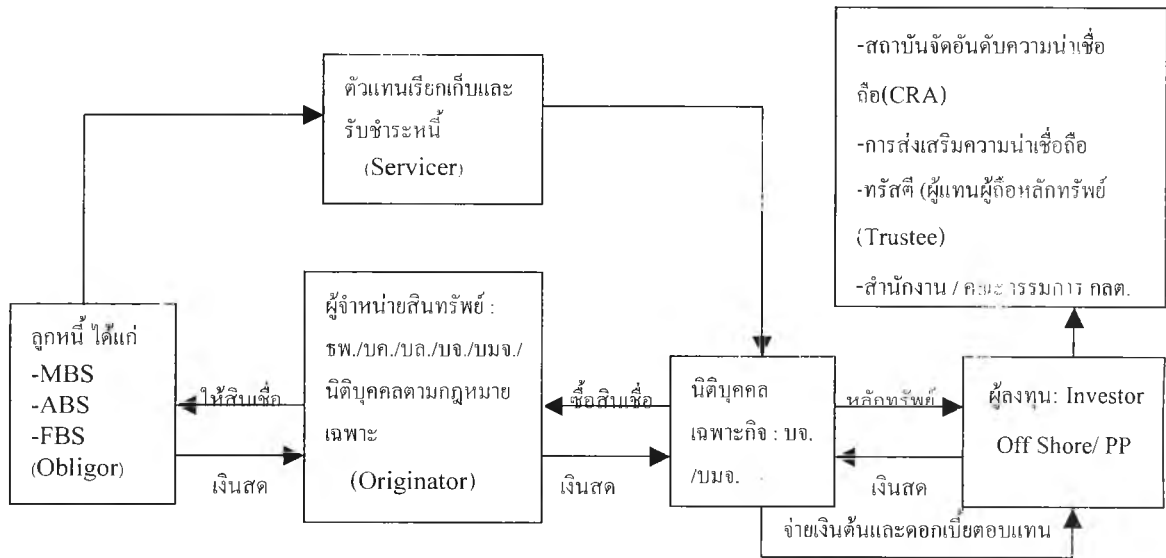 -สถาบันจัดอันดับความน่าเชื่อ
ถือ(CRA)
-การส่งเสริมความน่าเชื่อถือ
-ทรัสตี (ผู้แทนผู้ถือหลักทรัพย์
(Trustee)
-สำนักงาน / คณะกรรมการ กลต.
ตัวแทนเรียกเก็บและ
รับชำระหนี้
(Servicer)
ลูกหนี้ ได้แก่
-MBS
-ABS
-FBS
(Obligor)
ให้สินเชื่อ
เงินสด
ผู้จำหน่ายสินทรัพย์ :
ธพ./บค./บล./บจ./บมจ./
นิติบุคคลตามกฎหมาย
เฉพาะ
(Originator)
ซื้อสินเชื่อ
เงินสด
นิติบุคคล
เฉพาะกิจ : บจ.
/บมจ.
หลักทรัพย์
เงินสด
ผู้ลงทุน: Investor
Off Shore/ PP
จ่ายเงินต้นและดอกเบี้ยตอบแทน